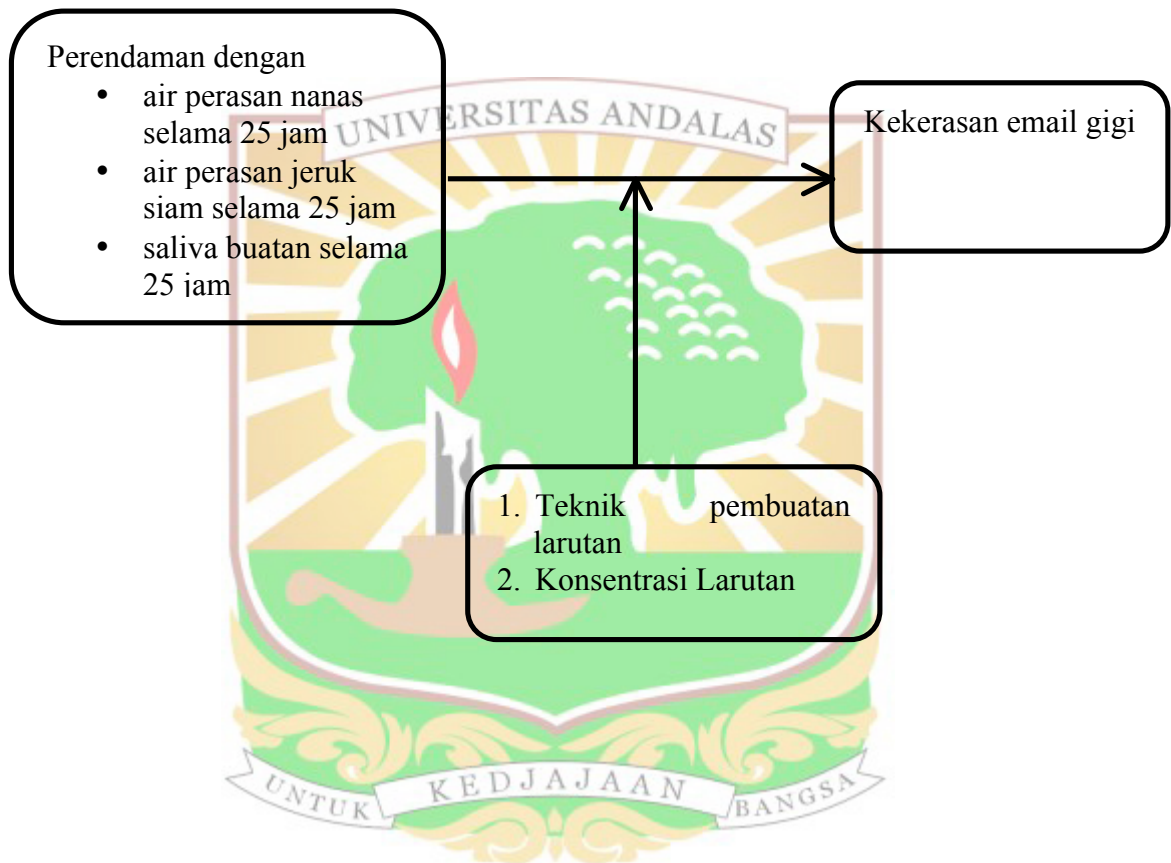 Perendaman dengan
• air perasan nanas
selama 25 jam
• air perasan jeruk
siam selama 25 jam
• saliva buatan selama
25 jam
UNIVERSITAS ANDALAS
Kekerasan email gigi
1. Teknik pembuatan
larutan
2. Konsentrasi Larutan
UNTUK KEDJAJAAN BANGSA